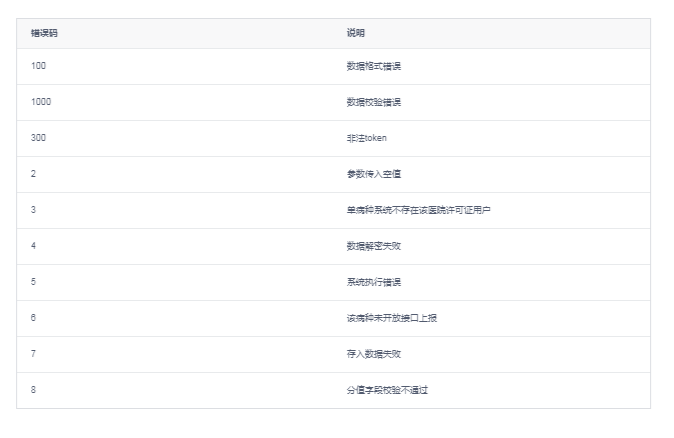 错误码 说明
100 数据格式错误
1000 数据校验错误
300 非法token
2 参数传入空值
3 单病种系统不存在该医院许可证用户
4 数据解密失败
5 系统执行错误
6 该病种未开放接口上报
7 存入数据失败
8 分值字段校验不通过